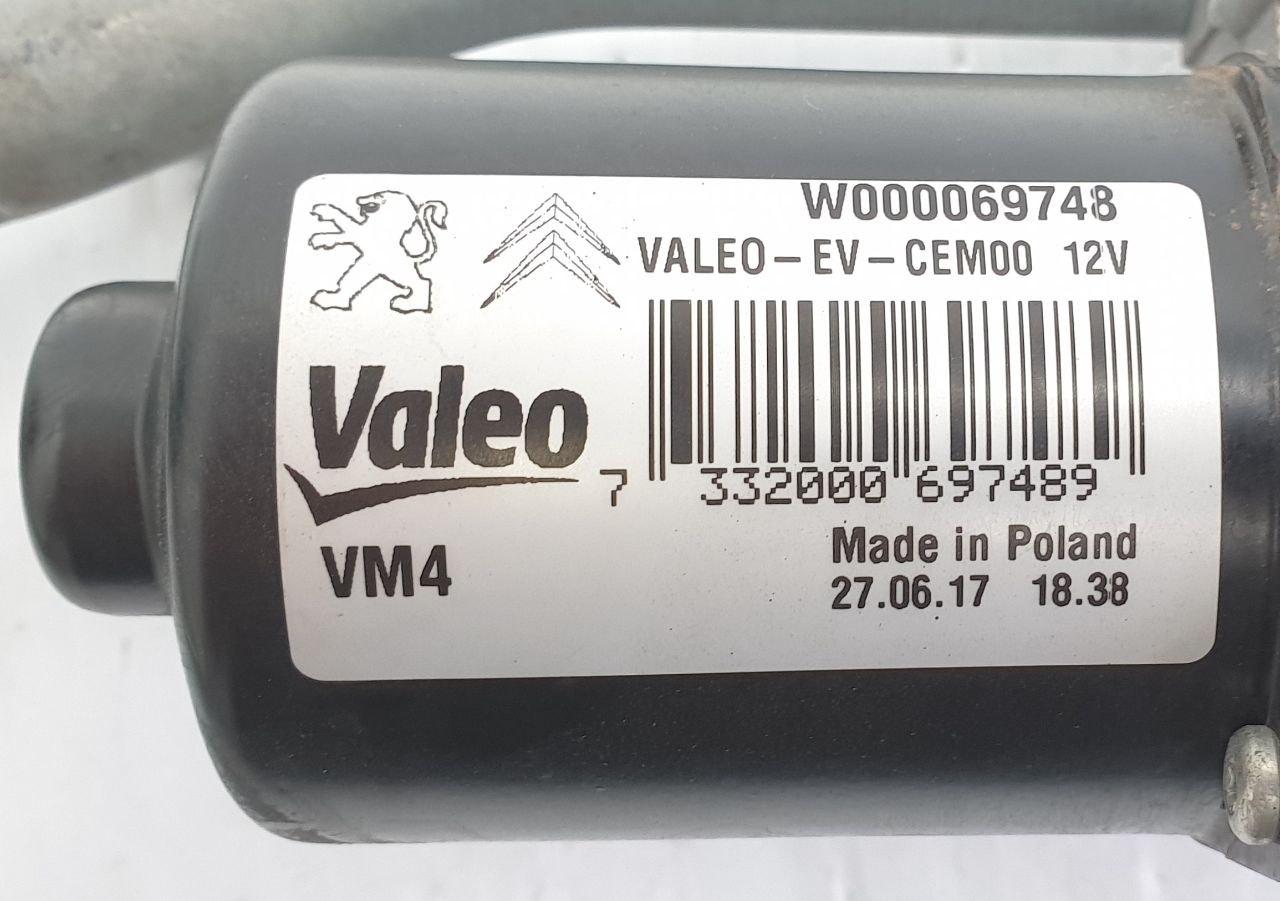 W000069748
VALEO-EV-CEM00 12V
Valeo
7 332000 697489
VM4
Made in Poland
27.06.17 18.38